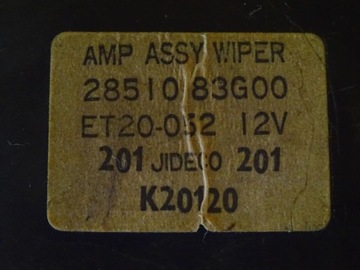 AMP ASSY WIPER
28510 83G00
ET20-052 12V
201 JIDECO 201
K20120